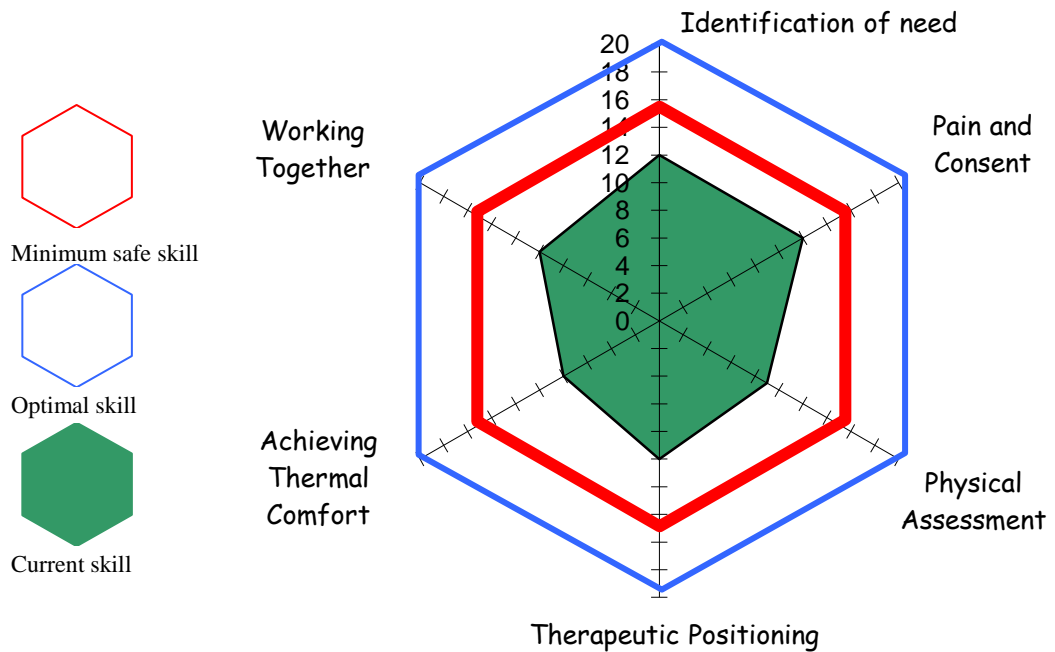 Identification of need
20
18
16
14
12
10
8
6
4
2
0
Working
Together
Pain and
Consent
Minimum safe skill
Optimal skill
Achieving
Thermal
Comfort
Physical
Assessment
Current skill
Therapeutic Positioning